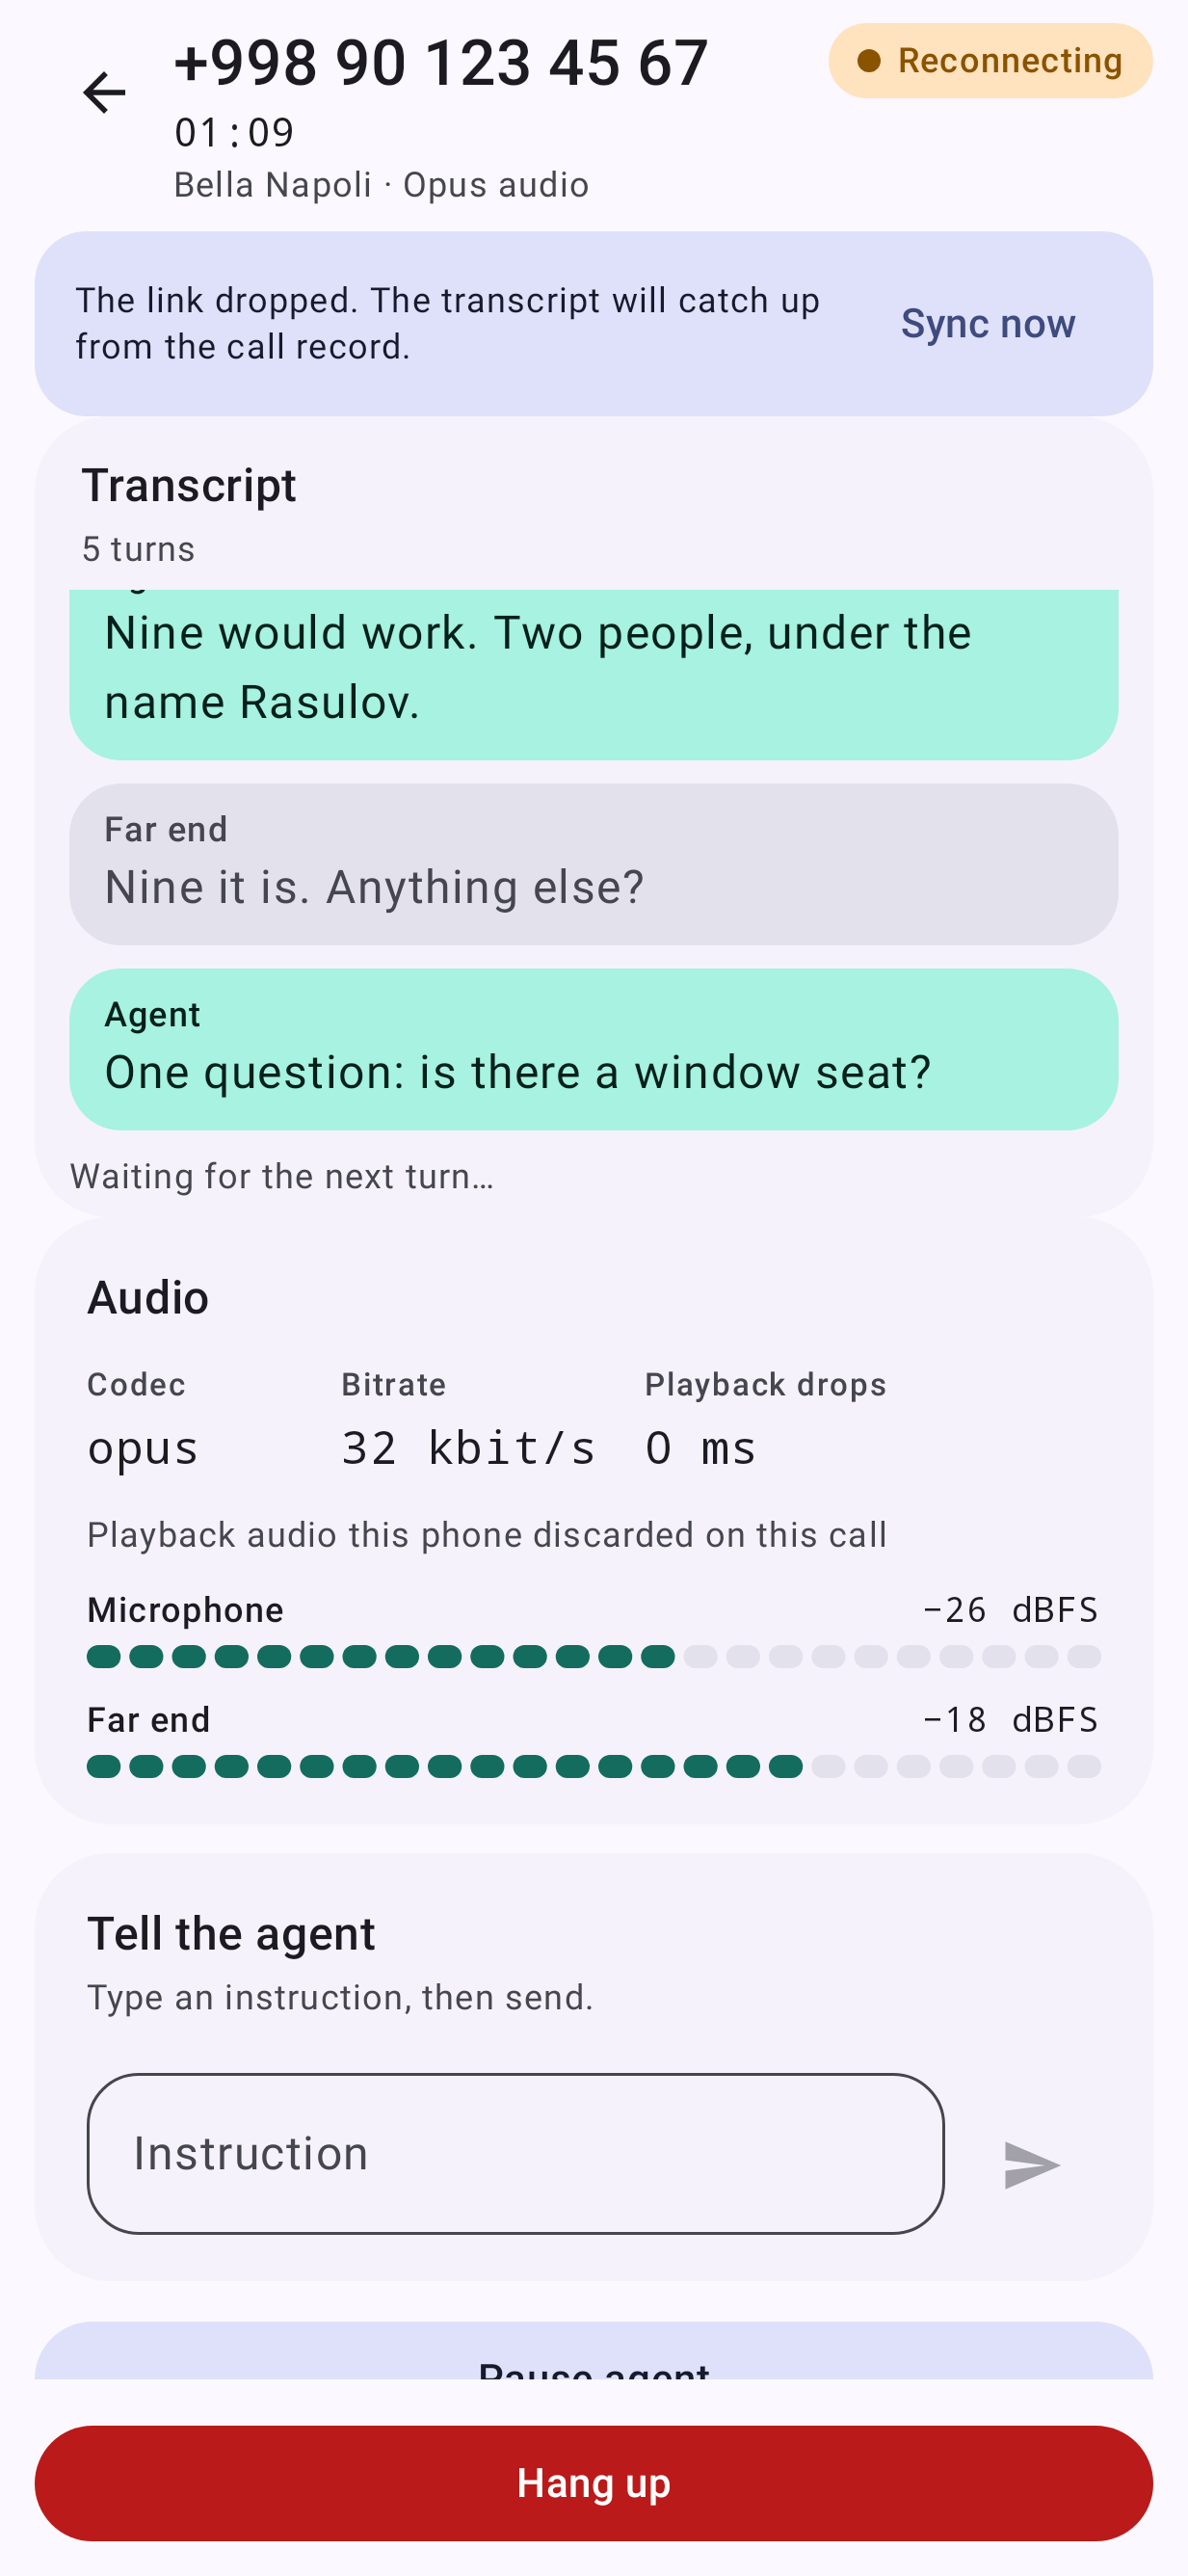 +998 90 123 45 67
Reconnecting
01:09
Bella Napoli · Opus audio
The link dropped. The transcript will catch up
from the call record.
Sync now
Transcript
5 turns
Nine would work. Two people, under the
name Rasulov.
Far end
Nine it is. Anything else?
Agent
One question: is there a window seat?
Waiting for the next turn…
Audio
Codec
Bitrate
Playback drops
opus
32 kbit/s
0 ms
Playback audio this phone discarded on this call
Microphone
−26 dBFS
Far end
−18 dBFS
Tell the agent
Type an instruction, then send.
Instruction
Pause agent
Hang up